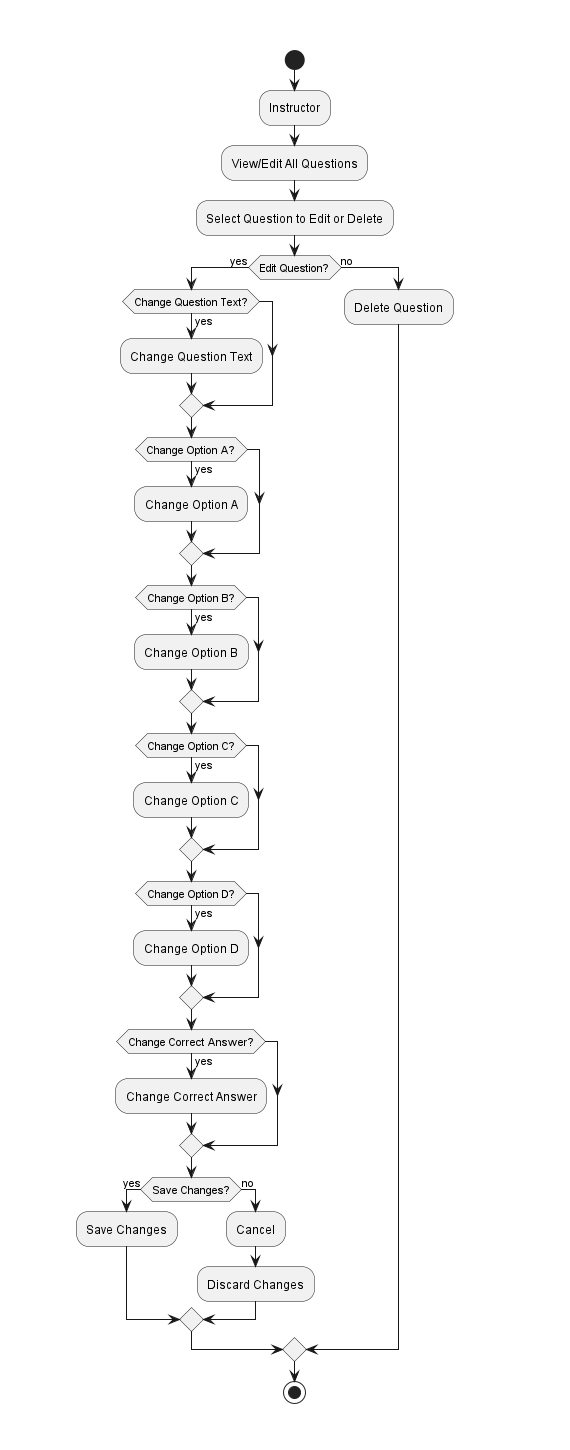 Instructor
View/Edit All Questions
Select Question to Edit or Delete
yes
Edit Question?
no
Change Question Text?
Delete Question
yes
Change Question Text
Change Option A?
yes
Change Option A
Change Option B?
yes
Change Option B
Change Option C?
yes
Change Option C
Change Option D?
yes
Change Option D
Change Correct Answer?
yes
Change Correct Answer
yes
Save Changes?
no
Save Changes
Cancel
Discard Changes